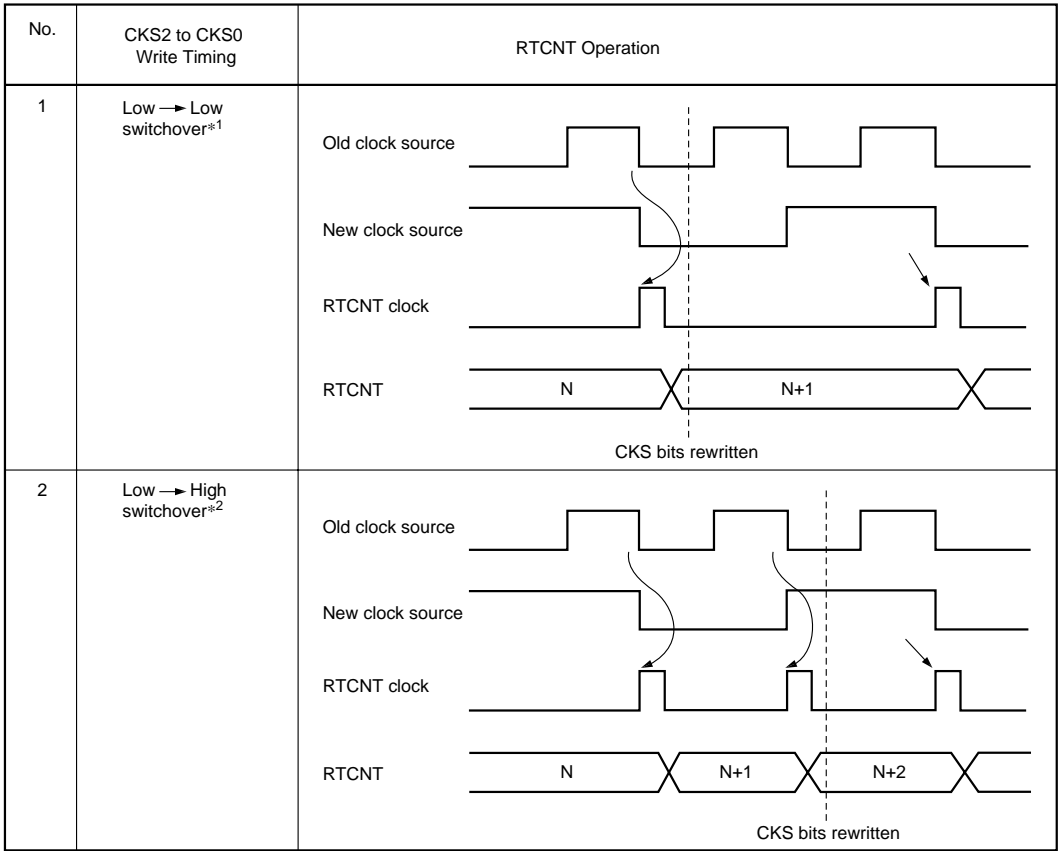 No.
CKS2 to CKS0
Write Timing
RTCNT Operation
1
Low → Low
switchover*1
Old clock source
New clock source
RTCNT clock
RTCNT
N
N+1
CKS bits rewritten
2
Low → High
switchover*2
Old clock source
New clock source
RTCNT clock
RTCNT
N
N+1
N+2
CKS bits rewritten